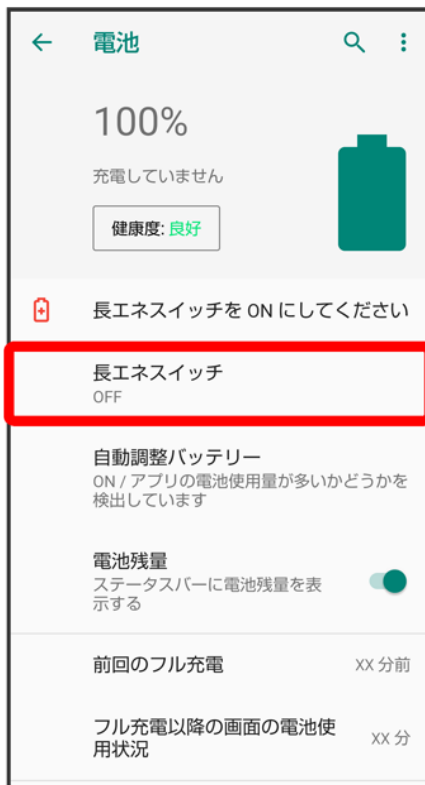 電池
100%
充電していません
健康度: 良好
長エネスイッチを ON にしてください
長エネスイッチ
OFF
自動調整バッテリー
ON / アプリの電池使用量が多いかどうかを
検出しています
電池残量
ステータスバーに電池残量を表
示する
前回のフル充電 XX 分前
フル充電以降の画面の電池使
用状況 XX 分